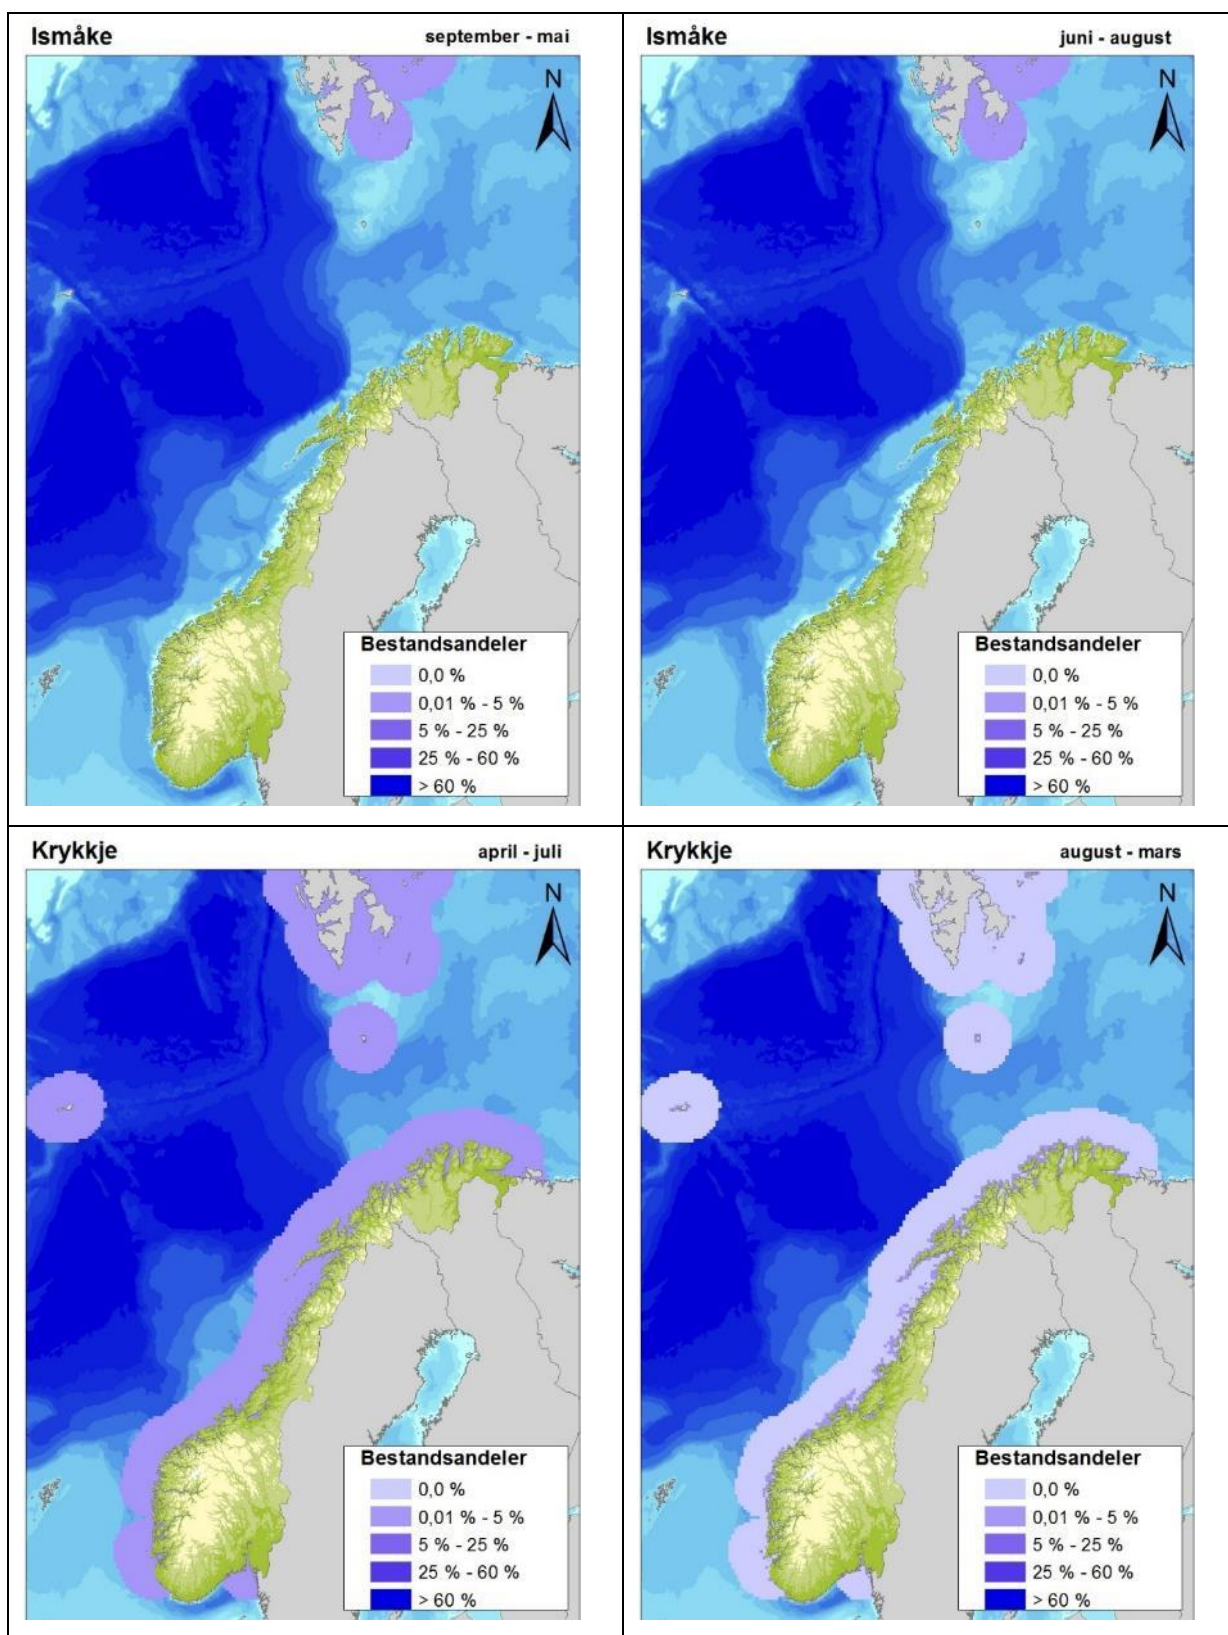 Ismåke
september - mai
N
Bestandsandeler
0,0 %
0,01 % - 5 %
5 % - 25 %
25 % - 60 %
> 60 %
Ismåke
juni - august
N
Bestandsandeler
0,0 %
0,01 % - 5 %
5 % - 25 %
25 % - 60 %
> 60 %
Krykkje
april - juli
N
Bestandsandeler
0,0 %
0,01 % - 5 %
5 % - 25 %
25 % - 60 %
> 60 %
Krykkje
august - mars
N
Bestandsandeler
0,0 %
0,01 % - 5 %
5 % - 25 %
25 % - 60 %
> 60 %